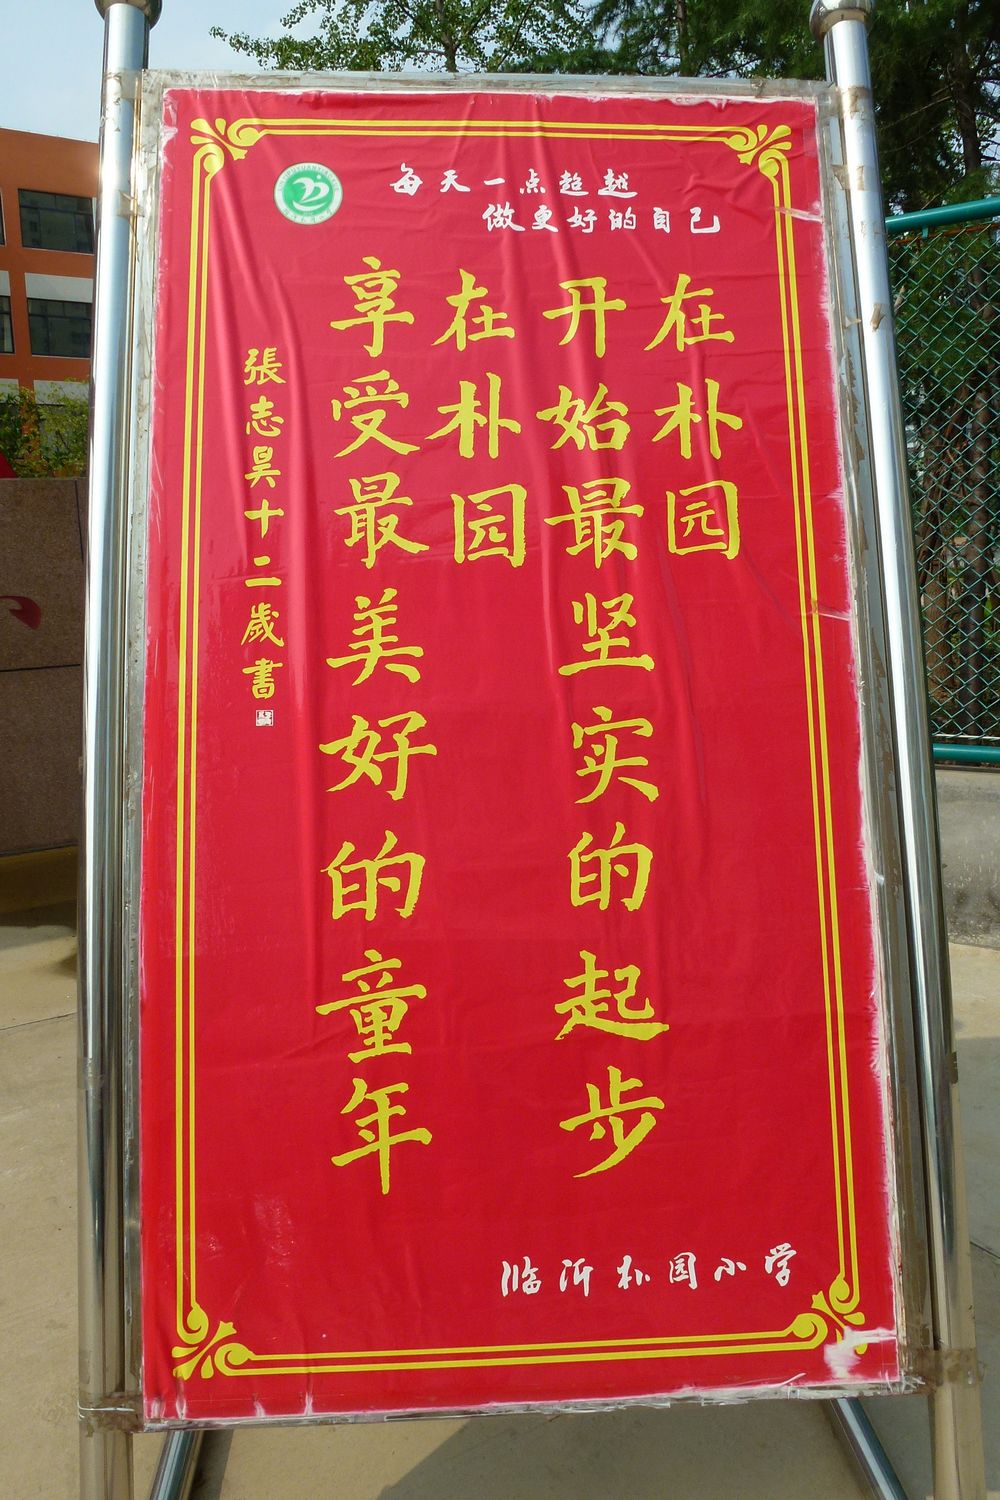 每天一点超越
做更好的自己
在朴园
开始最坚实的起步
在朴园
享受最美好的童年
張志昊十二歲書
临沂朴园小学